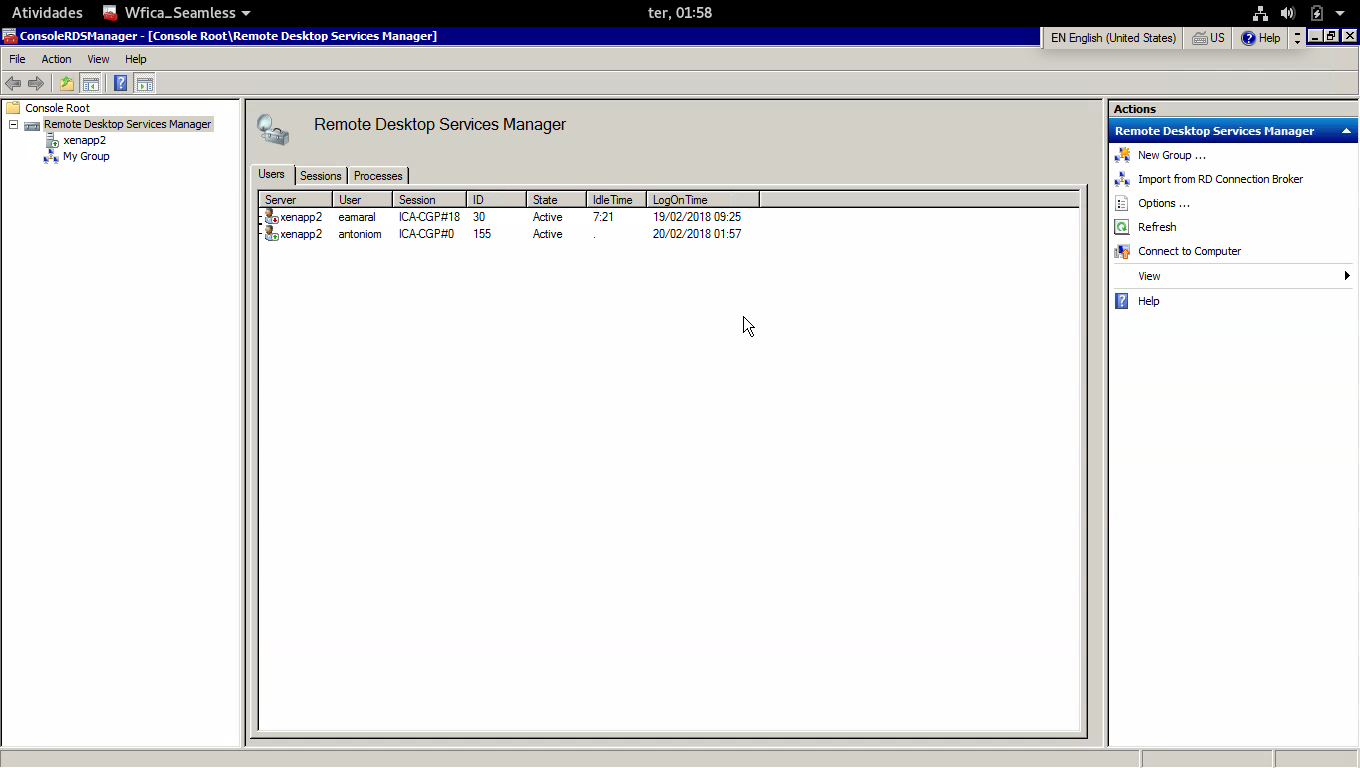 Atividades Wfica_Seamless ter, 01:58
ConsoleRDSManager - [Console Root\Remote Desktop Services Manager] EN English (United States) US Help
File Action View Help
Console Root
Remote Desktop Services Manager
xenapp2
My Group
Remote Desktop Services Manager
Users Sessions Processes
Server User Session ID State IdleTime LogOnTime
xenapp2 eamaral ICA-CGP#18 30 Active 7:21 19/02/2018 09:25
xenapp2 antoniom ICA-CGP#0 155 Active . 20/02/2018 01:57
Actions
Remote Desktop Services Manager
New Group ...
Import from RD Connection Broker
Options ...
Refresh
Connect to Computer
View
Help